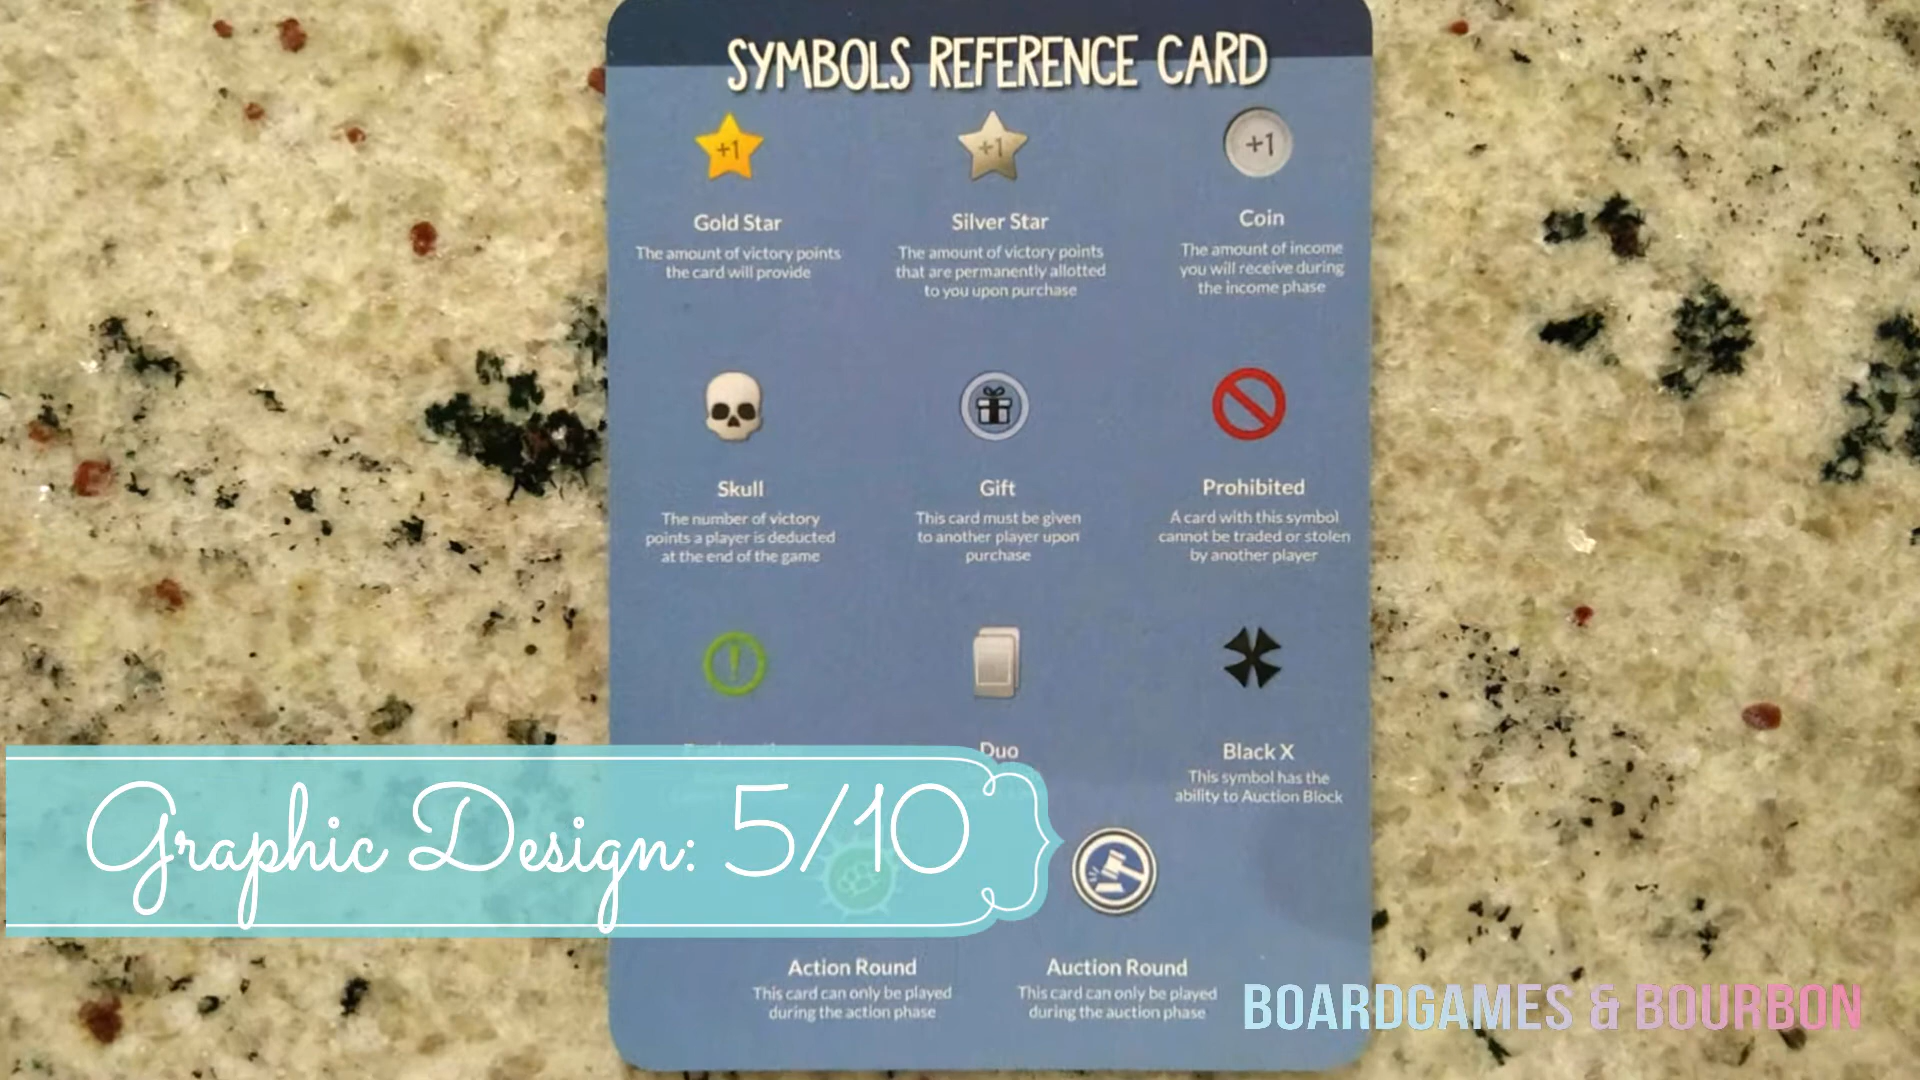 SYMBOLS REFERENCE CARD
+1
+1
+1
Gold Star
The amount of victory points
the card will provide
Silver Star
The amount of victory points
that are permanently allotted
to you upon purchase
Coin
The amount of income
you will receive during
the income phase
Skull
The number of victory
points a player is deducted
at the end of the game
Gift
This card must be given
to another player upon
purchase
Prohibited
A card with this symbol
cannot be traded or stolen
by another player
!
Duo
Black X
This symbol has the
ability to Auction Block
Graphic Design: 5/10
Action Round
This card can only be played
during the action phase
Auction Round
This card can only be played
during the auction phase
BOARDGAMES & BOURBON